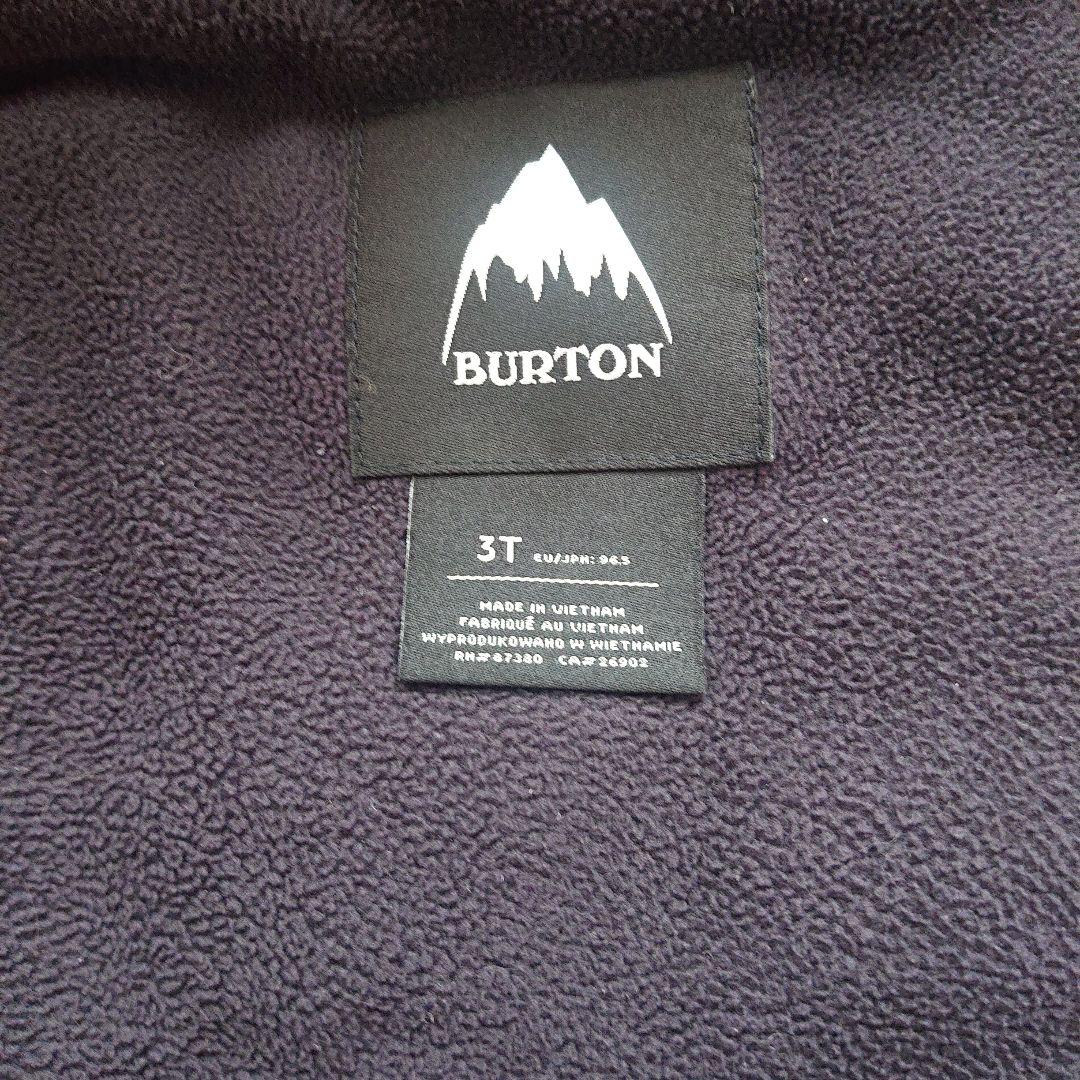 BURTON
3T EU/JPN: 96.5
MADE IN VIETNAM
FABRIQUÉ AU VIETNAM
WYPRODUKOWANO W WIETNAMIE
RN#87380 CA#26902